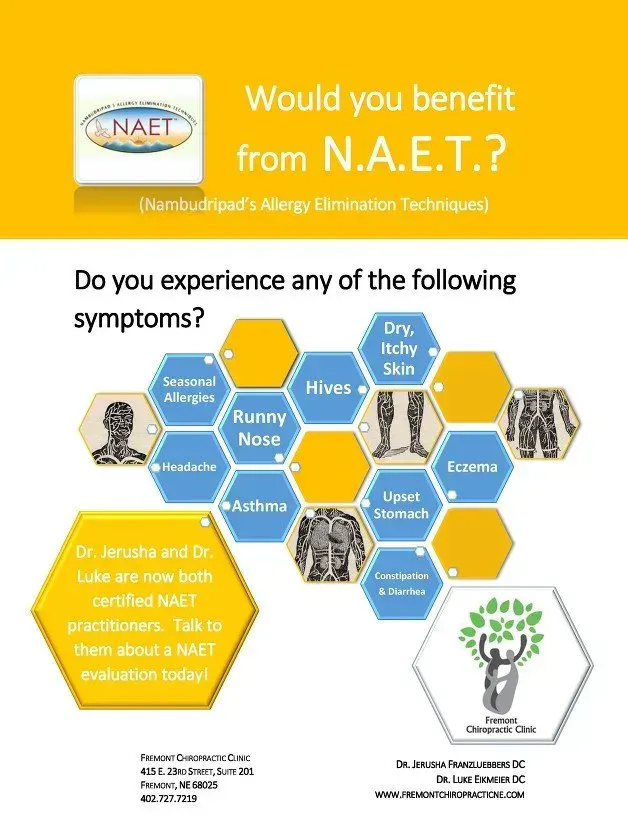 NAMBUDRIPAD'S ALLERGY ELIMINATION TECHNIQUES
NAET
Would you benefit
from N.A.E.T.?
(Nambudripad's Allergy Elimination Techniques)
Do you experience any of the following
symptoms?
Dry,
Itchy
Skin
Seasonal
Allergies
Hives
Runny
Nose
Headache
Eczema
Asthma
Upset
Stomach
Constipation
& Diarrhea
Dr. Jerusha and Dr.
Luke are now both
certified NAET
practitioners. Talk to
them about a NAET
evaluation today!
Fremont
Chiropractic Clinic
FREMONT CHIROPRACTIC CLINIC
415 E. 23RD STREET, SUITE 201
FREMONT, NE 68025
402.727.7219
DR. JERUSHA FRANZLUEBBERS DC
DR. LUKE EIKMEIER DC
WWW.FREMONTCHIROPRACTICNE.COM